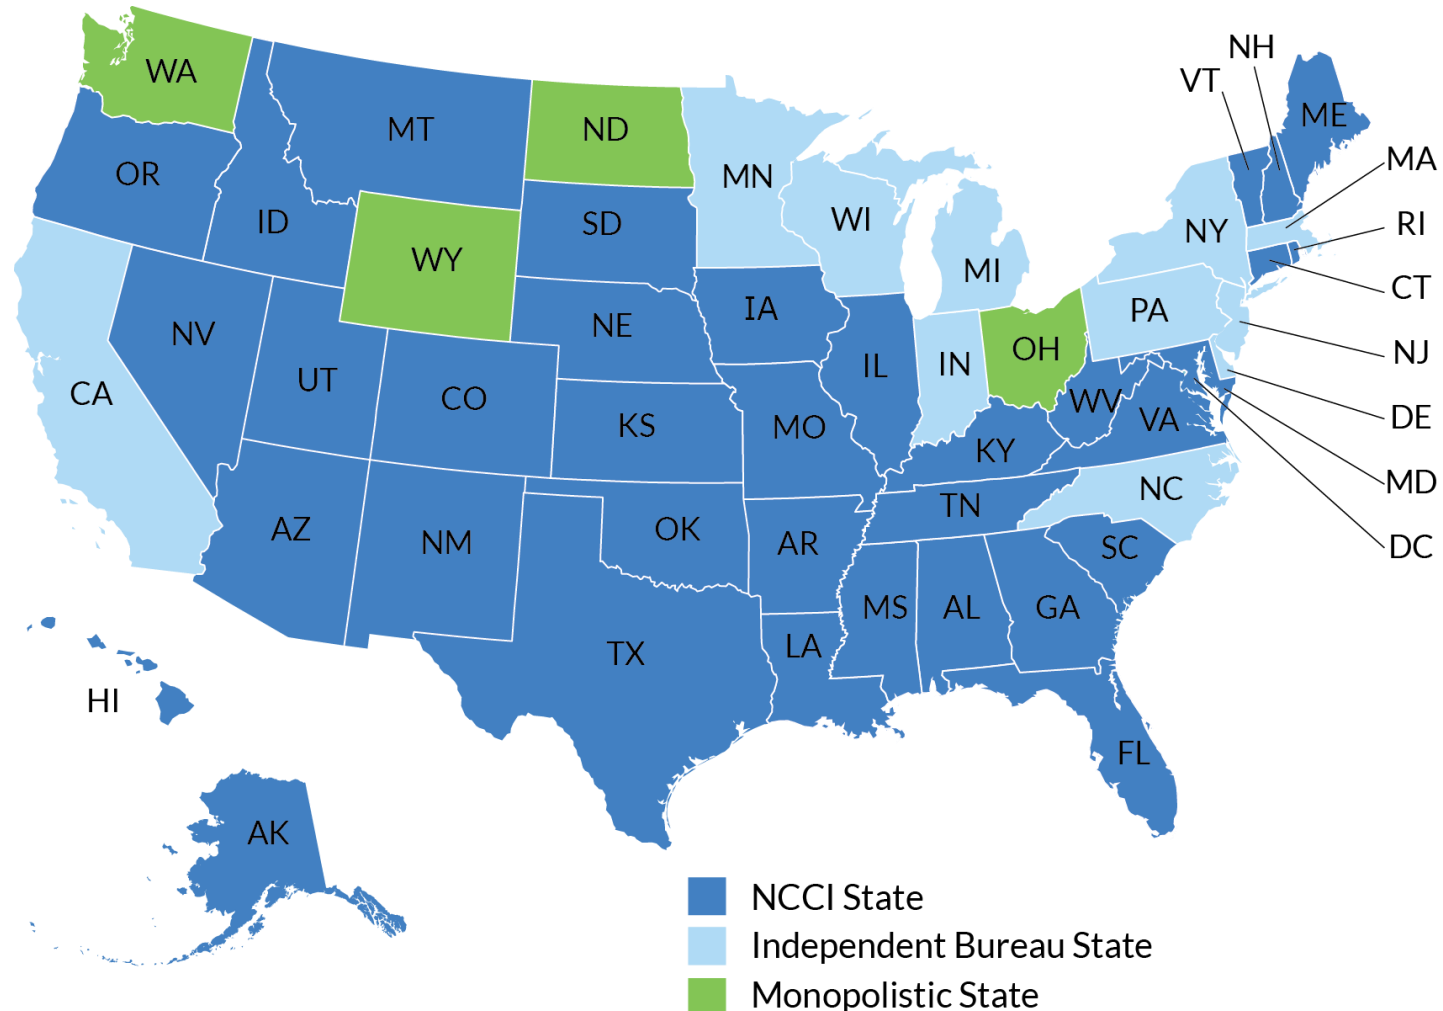 NH
VT
WA
ME
MT
ND
MA
OR
MN
ID
SD
WI
NY
RI
WY
MI
CT
IA
PA
NE
NV
OH
NJ
IL
IN
UT
CO
CA
WV
DE
KS
MO
VA
KY
MD
NC
TN
AZ
NM
OK
AR
SC
DC
MS
AL
GA
LA
TX
HI
FL
AK
NCCI State
Independent Bureau State
Monopolistic State